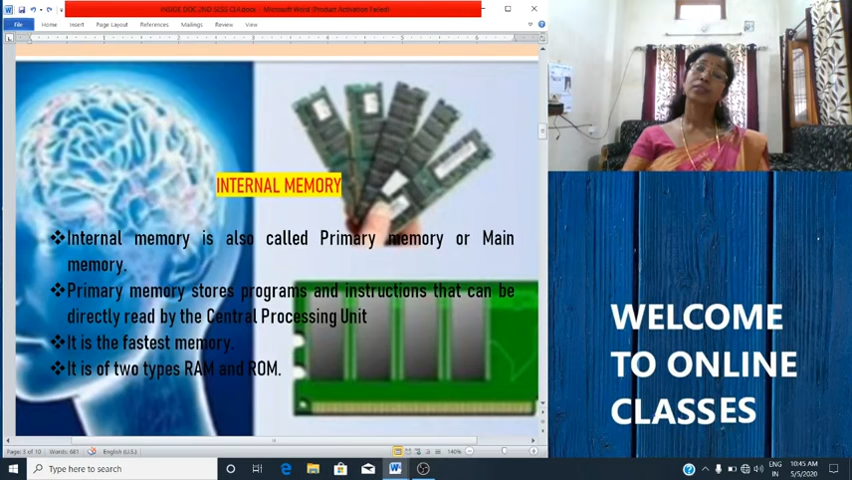 INSIDE DOC 2ND SESS CL4.docx - Microsoft Word (Product Activation Failed)
File Home Insert Page Layout References Mailings Review View
INTERNAL MEMORY
❖Internal memory is also called Primary memory or Main
memory.
❖Primary memory stores programs and instructions that can be
directly read by the Central Processing Unit
❖It is the fastest memory.
❖It is of two types RAM and ROM.
WELCOME
TO ONLINE
CLASSES
Page: 3 of 10 Words: 681 English (U.S.) 140%
Type here to search
ENG 10:45 AM
IN 5/5/2020